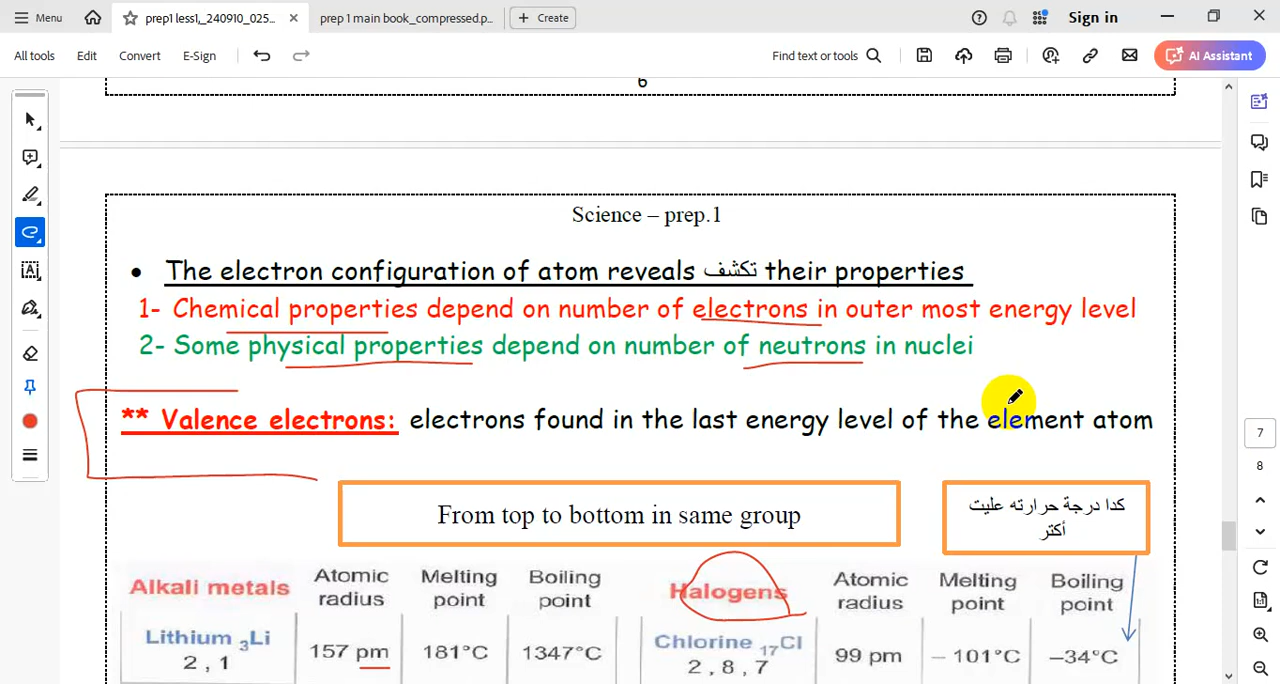 Menu
prep1 less1,_240910_025...
prep 1 main book_compressed.p...
+ Create
Sign in
All tools
Edit
Convert
E-Sign
Find text or tools
AI Assistant
6
Science – prep.1
• The electron configuration of atom reveals تكشف their properties
1- Chemical properties depend on number of electrons in outer most energy level
2- Some physical properties depend on number of neutrons in nuclei
** Valence electrons: electrons found in the last energy level of the element atom
From top to bottom in same group
كدا درجة حرارته عليت
أكتر
Alkali metals
Atomic
radius
Melting
point
Boiling
point
Halogens
Atomic
radius
Melting
point
Boiling
point
Lithium ₃Li
2 , 1
157 pm
181°C
1347°C
Chlorine ₁₇Cl
2 , 8 , 7
99 pm
– 101°C
–34°C
7
8